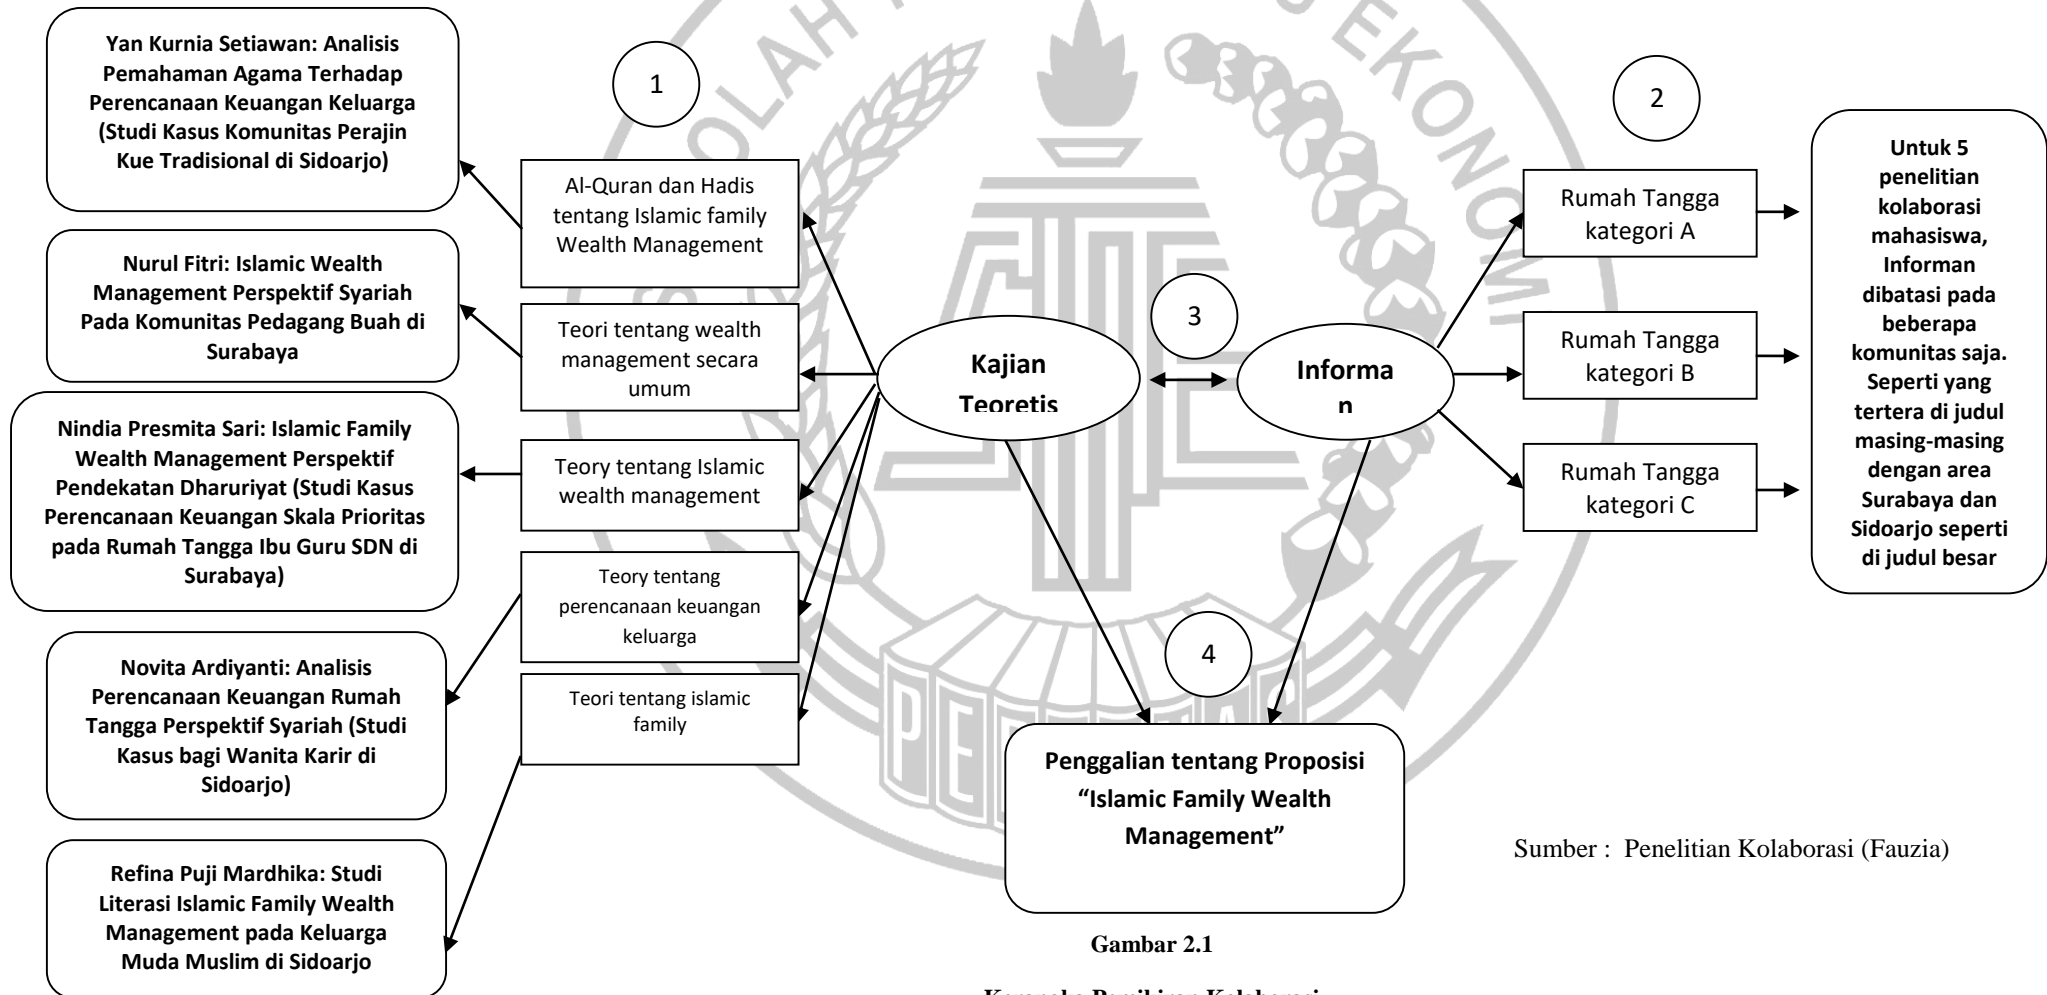 Yan Kurnia Setiawan: Analisis
Pemahaman Agama Terhadap
Perencanaan Keuangan Keluarga
(Studi Kasus Komunitas Perajin
Kue Tradisional di Sidoarjo)
Nurul Fitri: Islamic Wealth
Management Perspektif Syariah
Pada Komunitas Pedagang Buah di
Surabaya
Nindia Presmita Sari: Islamic Family
Wealth Management Perspektif
Pendekatan Dharuriyat (Studi Kasus
Perencanaan Keuangan Skala Prioritas
pada Rumah Tangga Ibu Guru SDN di
Surabaya)
Novita Ardiyanti: Analisis
Perencanaan Keuangan Rumah
Tangga Perspektif Syariah (Studi
Kasus bagi Wanita Karir di
Sidoarjo)
Refina Puji Mardhika: Studi
Literasi Islamic Family Wealth
Management pada Keluarga
Muda Muslim di Sidoarjo
1
Al-Quran dan Hadis
tentang Islamic family
Wealth Management
Teori tentang wealth
management secara
umum
Teory tentang Islamic
wealth management
Teory tentang
perencanaan keuangan
keluarga
Teori tentang islamic
family
Kajian
Teoretis
3
Informa
n
2
Rumah Tangga
kategori A
Rumah Tangga
kategori B
Rumah Tangga
kategori C
Untuk 5
penelitian
kolaborasi
mahasiswa,
Informan
dibatasi pada
beberapa
komunitas saja.
Seperti yang
tertera di judul
masing-masing
dengan area
Surabaya dan
Sidoarjo seperti
di judul besar
4
Penggalian tentang Proposisi
“Islamic Family Wealth
Management”
Sumber : Penelitian Kolaborasi (Fauzia)
Gambar 2.1
Kerangka Pemikiran Kolaborasi